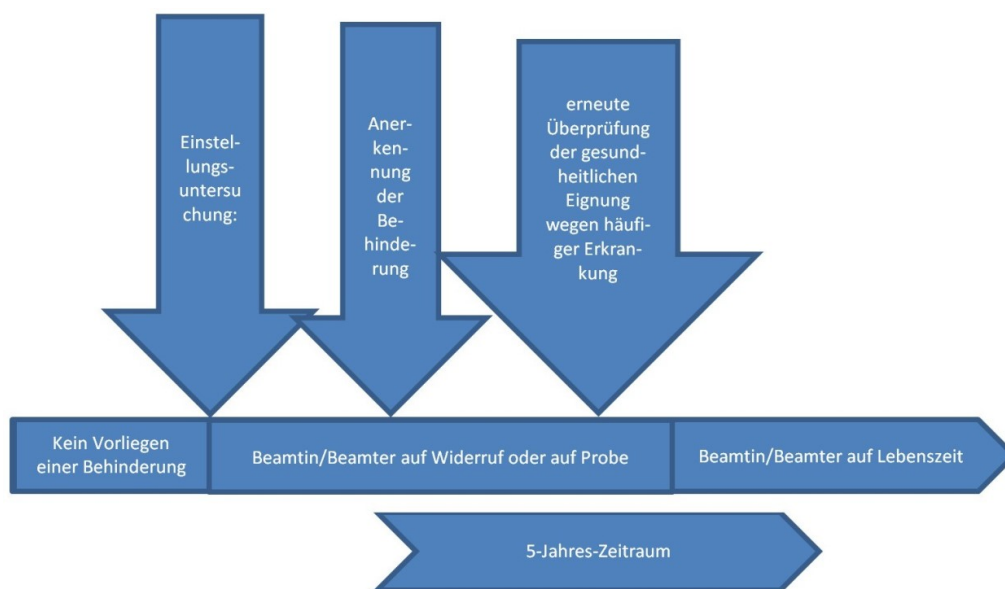 Einstel-
lungs-
untersu
chung:
Aner-
ken-
nung
der
Be-
hinde-
rung
erneute
Überprüfung
der gesund-
heitlichen
Eignung
wegen häufi-
ger Erkran-
kung
Kein Vorliegen
einer Behinderung
Beamtin/Beamter auf Widerruf oder auf Probe
Beamtin/Beamter auf Lebenszeit
5-Jahres-Zeitraum